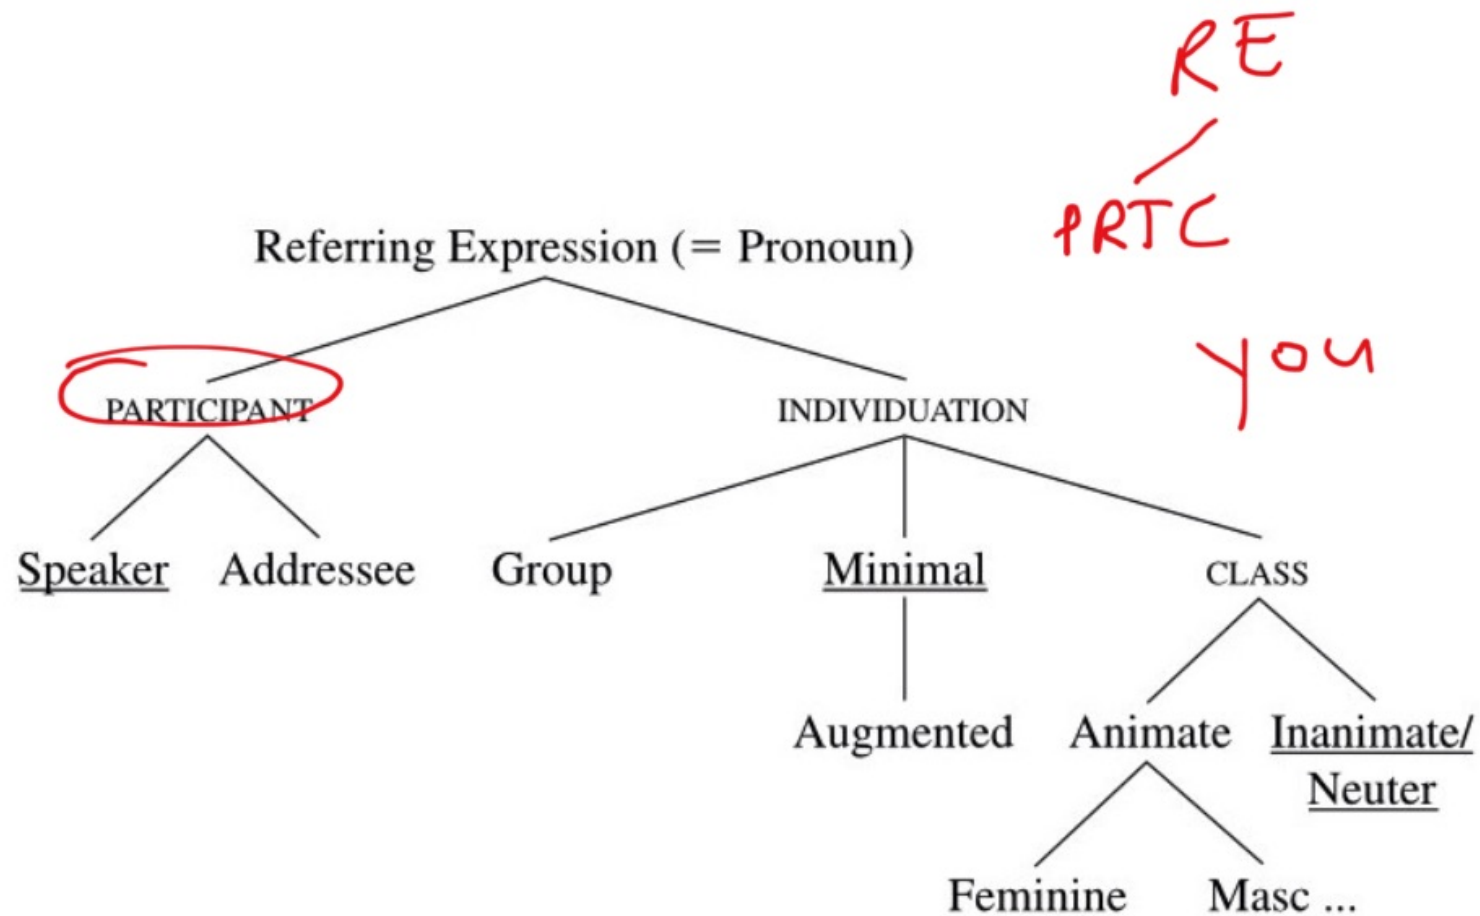 RE
PRTC
Referring Expression (= Pronoun)
you
PARTICIPANT INDIVIDUATION
Speaker Addressee Group Minimal CLASS
Augmented Animate Inanimate/
Neuter
Feminine Masc ...